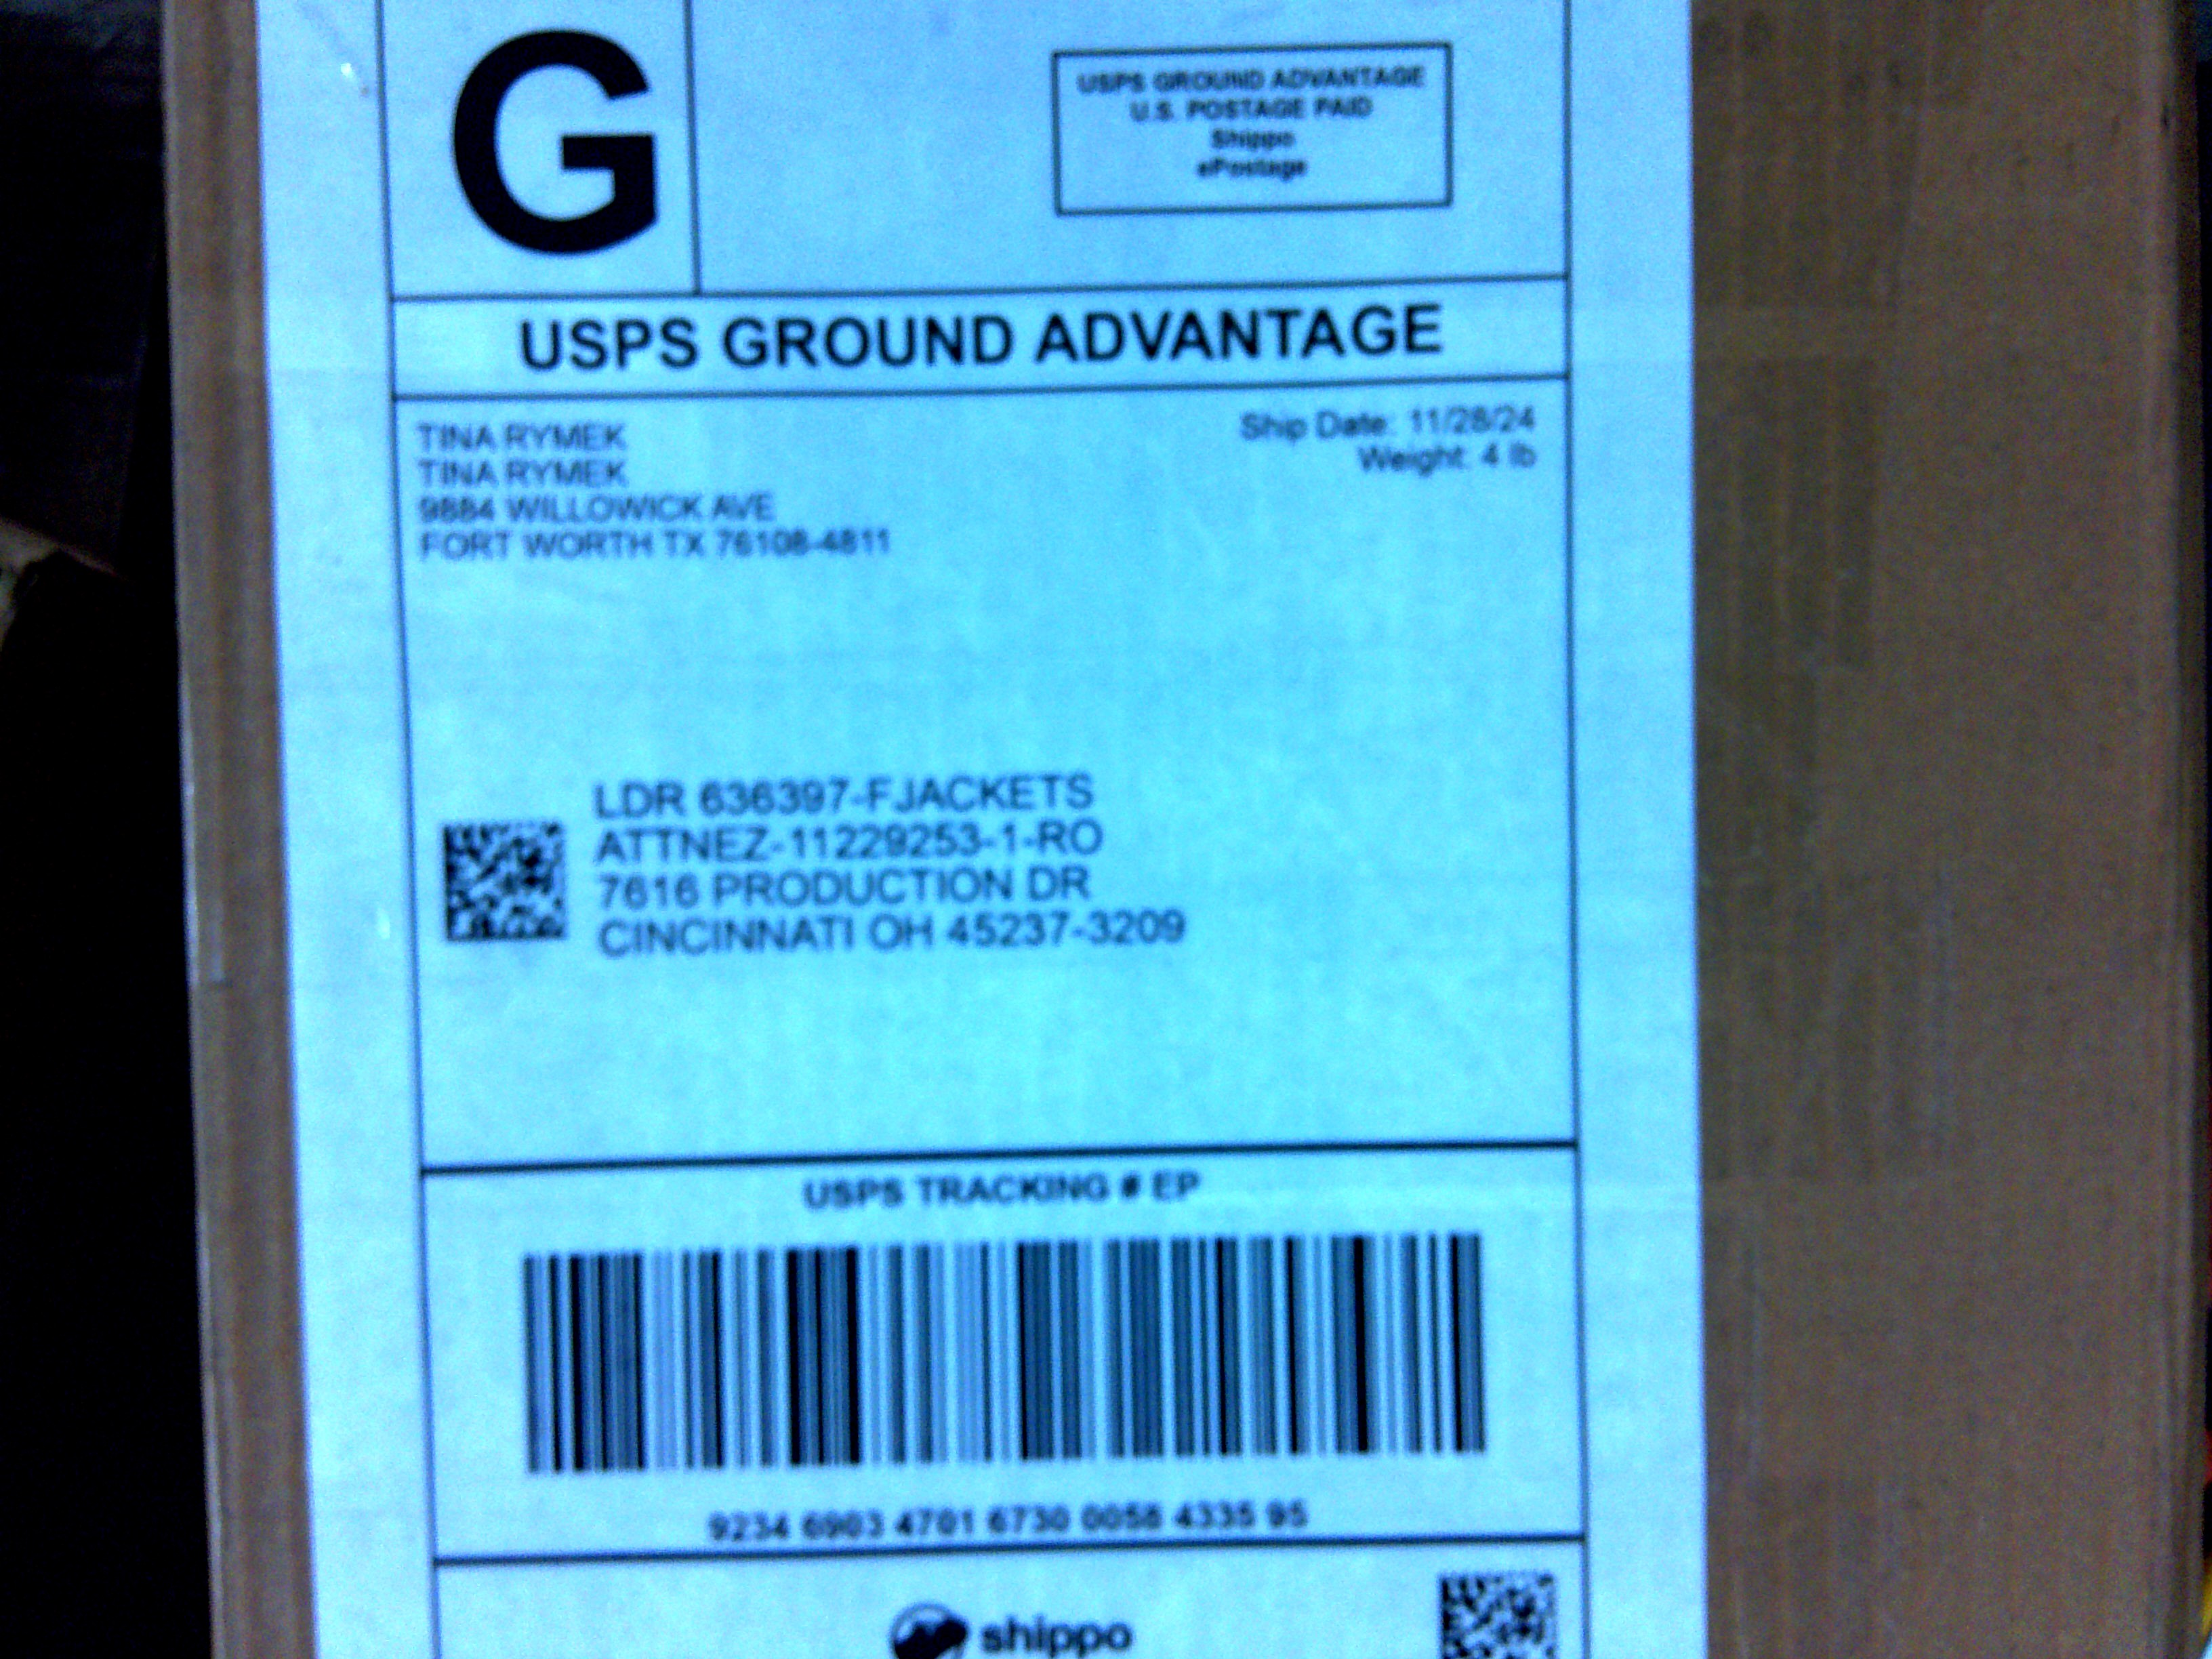 G
USPS GROUND ADVANTAGE
U.S. POSTAGE PAID
Shippo
ePostage
USPS GROUND ADVANTAGE
TINA RYMEK
TINA RYMEK
9884 WILLOWICK AVE
FORT WORTH TX 76108-4811
Ship Date: 11/28/24
Weight: 4 lb
LDR 636397-FJACKETS
ATTNEZ-11229253-1-RO
7616 PRODUCTION DR
CINCINNATI OH 45237-3209
USPS TRACKING # EP
9234 6903 4701 6730 0058 4335 95
shippo